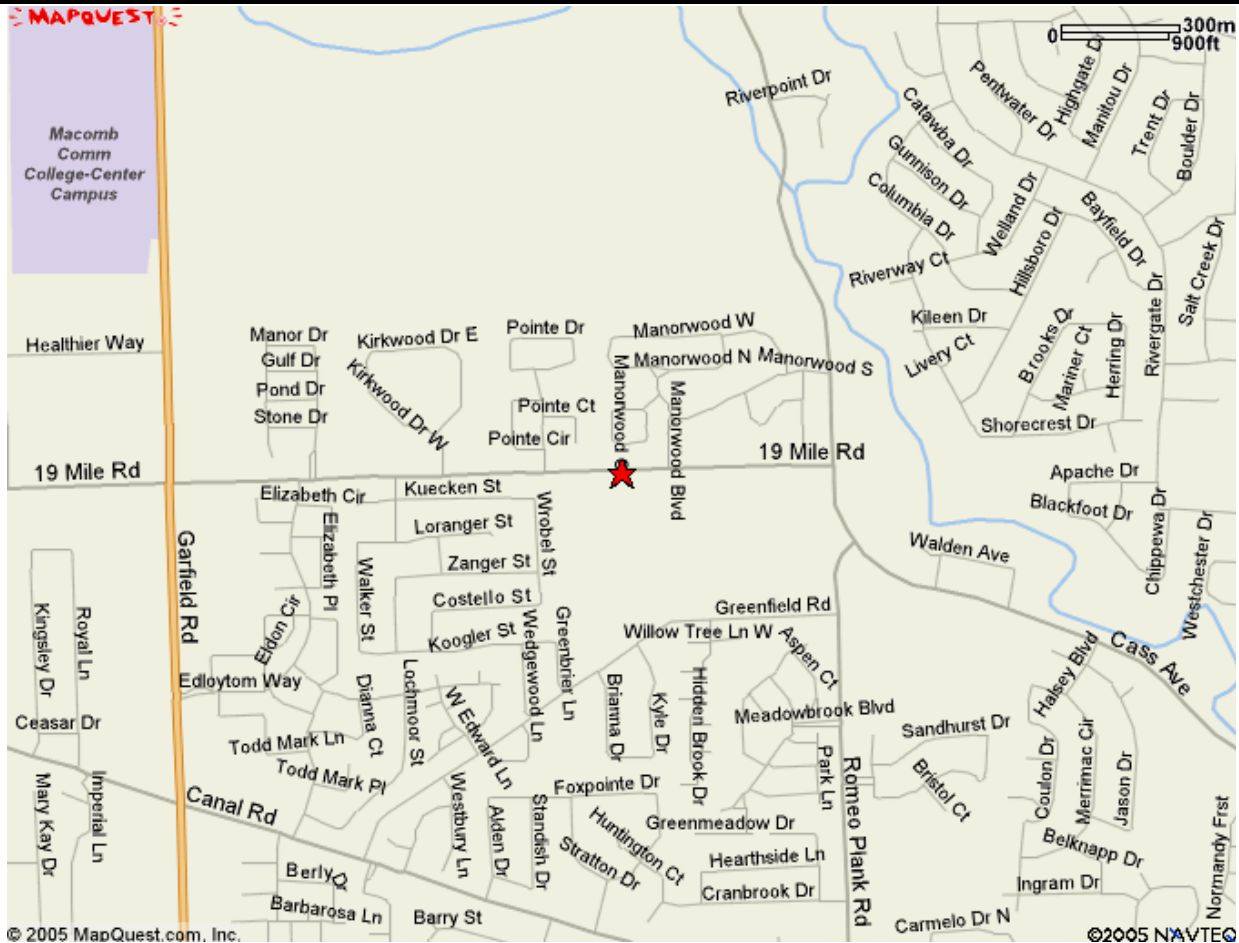 MAPQUEST
300m
0
900ft
Riverpoint Dr
Highgate Dr
Pentwater Dr
Manitou Dr
Trent Dr
Boulder Dr
Catawba Dr
Gunnison Dr
Columbia Dr
Welland Dr
Macomb
Comm
College-Center
Campus
Bayfield Dr
Hillsboro Dr
Riverway Ct
Salt Creek Dr
Rivergate Dr
Healthier Way
Manor Dr
Gulf Dr
Pond Dr
Stone Dr
Kirkwood Dr E
Kirkwood Dr W
Pointe Dr
Pointe Ct
Pointe Cir
Manorwood W
Manorwood N
Manorwood S
Manorwood
Manorwood Blvd
Kileen Dr
Livery Ct
Brooks Dr
Mariner Ct
Herring Dr
Shorecrest Dr
19 Mile Rd
19 Mile Rd
Apache Dr
Blackfoot Dr
Chippewa Dr
Westchester Dr
Elizabeth Cir
Elizabeth Pl
Kuecken St
Loranger St
Zanger St
Costello St
Koogler St
Wrobel St
Walker St
Garfield Rd
Walden Ave
Greenfield Rd
Willow Tree Ln W
Aspen Ct
Cass Ave
Halsey Blvd
Kingsley Dr
Royal Ln
Eldon Cir
Edloytom Way
Dianna Ct
Lochmoor St
W Edward Ln
Wedgewood Ln
Greenbrier Ln
Brianna Dr
Kyle Dr
Hidden Brook Dr
Meadowbrook Blvd
Park Ln
Sandhurst Dr
Bristol Ct
Coulon Dr
Merrimac Cir
Jason Dr
Ceasar Dr
Todd Mark Ln
Todd Mark Pl
Canal Rd
Mary Kay Dr
Imperial Ln
Westbury Ln
Alden Dr
Standish Dr
Foxpointe Dr
Huntington Ct
Stratton Dr
Greenmeadow Dr
Hearthside Ln
Cranbrook Dr
Romeo Plank Rd
Belknapp Dr
Ingram Dr
Normandy Frst
Carmelo Dr N
Berly Dr
Barbarosa Ln
Barry St
© 2005 MapQuest.com, Inc.
©2005 NAVTEQ